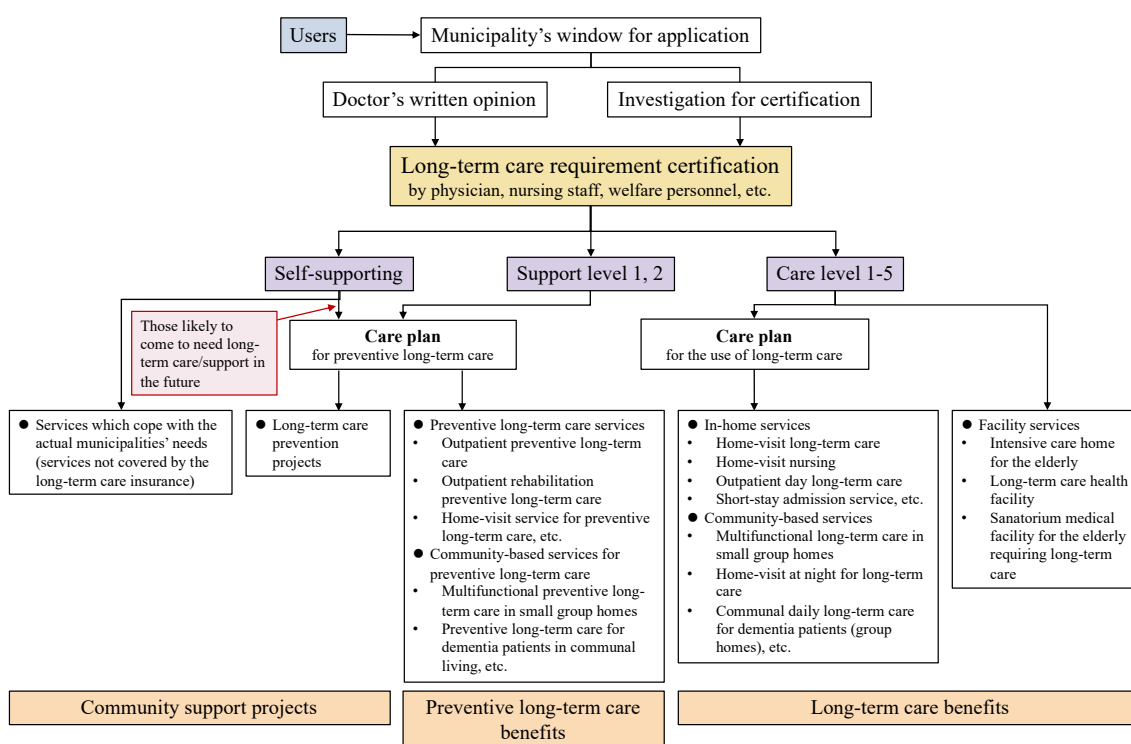 Users
Municipality's window for application
Doctor's written opinion
Investigation for certification
Long-term care requirement certification
by physician, nursing staff, welfare personnel, etc.
Self-supporting
Support level 1, 2
Care level 1-5
Those likely to
come to need long-
term care/support in
the future
Care plan
for preventive long-term care
Care plan
for the use of long-term care
● Services which cope with the
actual municipalities' needs
(services not covered by the
long-term care insurance)
● Long-term care
prevention
projects
● Preventive long-term care services
• Outpatient preventive long-term
care
• Outpatient rehabilitation
preventive long-term care
• Home-visit service for preventive
long-term care, etc.
● Community-based services for
preventive long-term care
• Multifunctional preventive long-
term care in small group homes
• Preventive long-term care for
dementia patients in communal
living, etc.
● In-home services
• Home-visit long-term care
• Home-visit nursing
• Outpatient day long-term care
• Short-stay admission service, etc.
● Community-based services
• Multifunctional long-term care in
small group homes
• Home-visit at night for long-term
care
• Communal daily long-term care
for dementia patients (group
homes), etc.
● Facility services
• Intensive care home
for the elderly
• Long-term care health
facility
• Sanatorium medical
facility for the elderly
requiring long-term
care
Community support projects
Preventive long-term care
benefits
Long-term care benefits